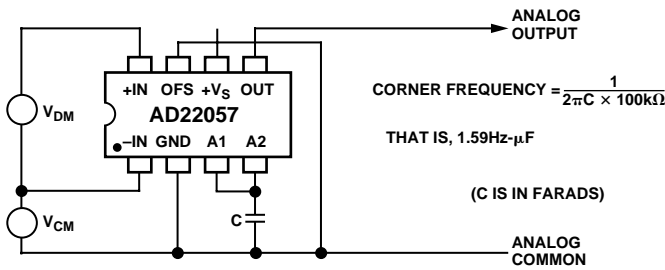 ANALOG
OUTPUT
+IN OFS +VS OUT
AD22057
–IN GND A1 A2
VDM
VCM
C
CORNER FREQUENCY = 1
2πC × 100kΩ
THAT IS, 1.59Hz-μF
(C IS IN FARADS)
ANALOG
COMMON